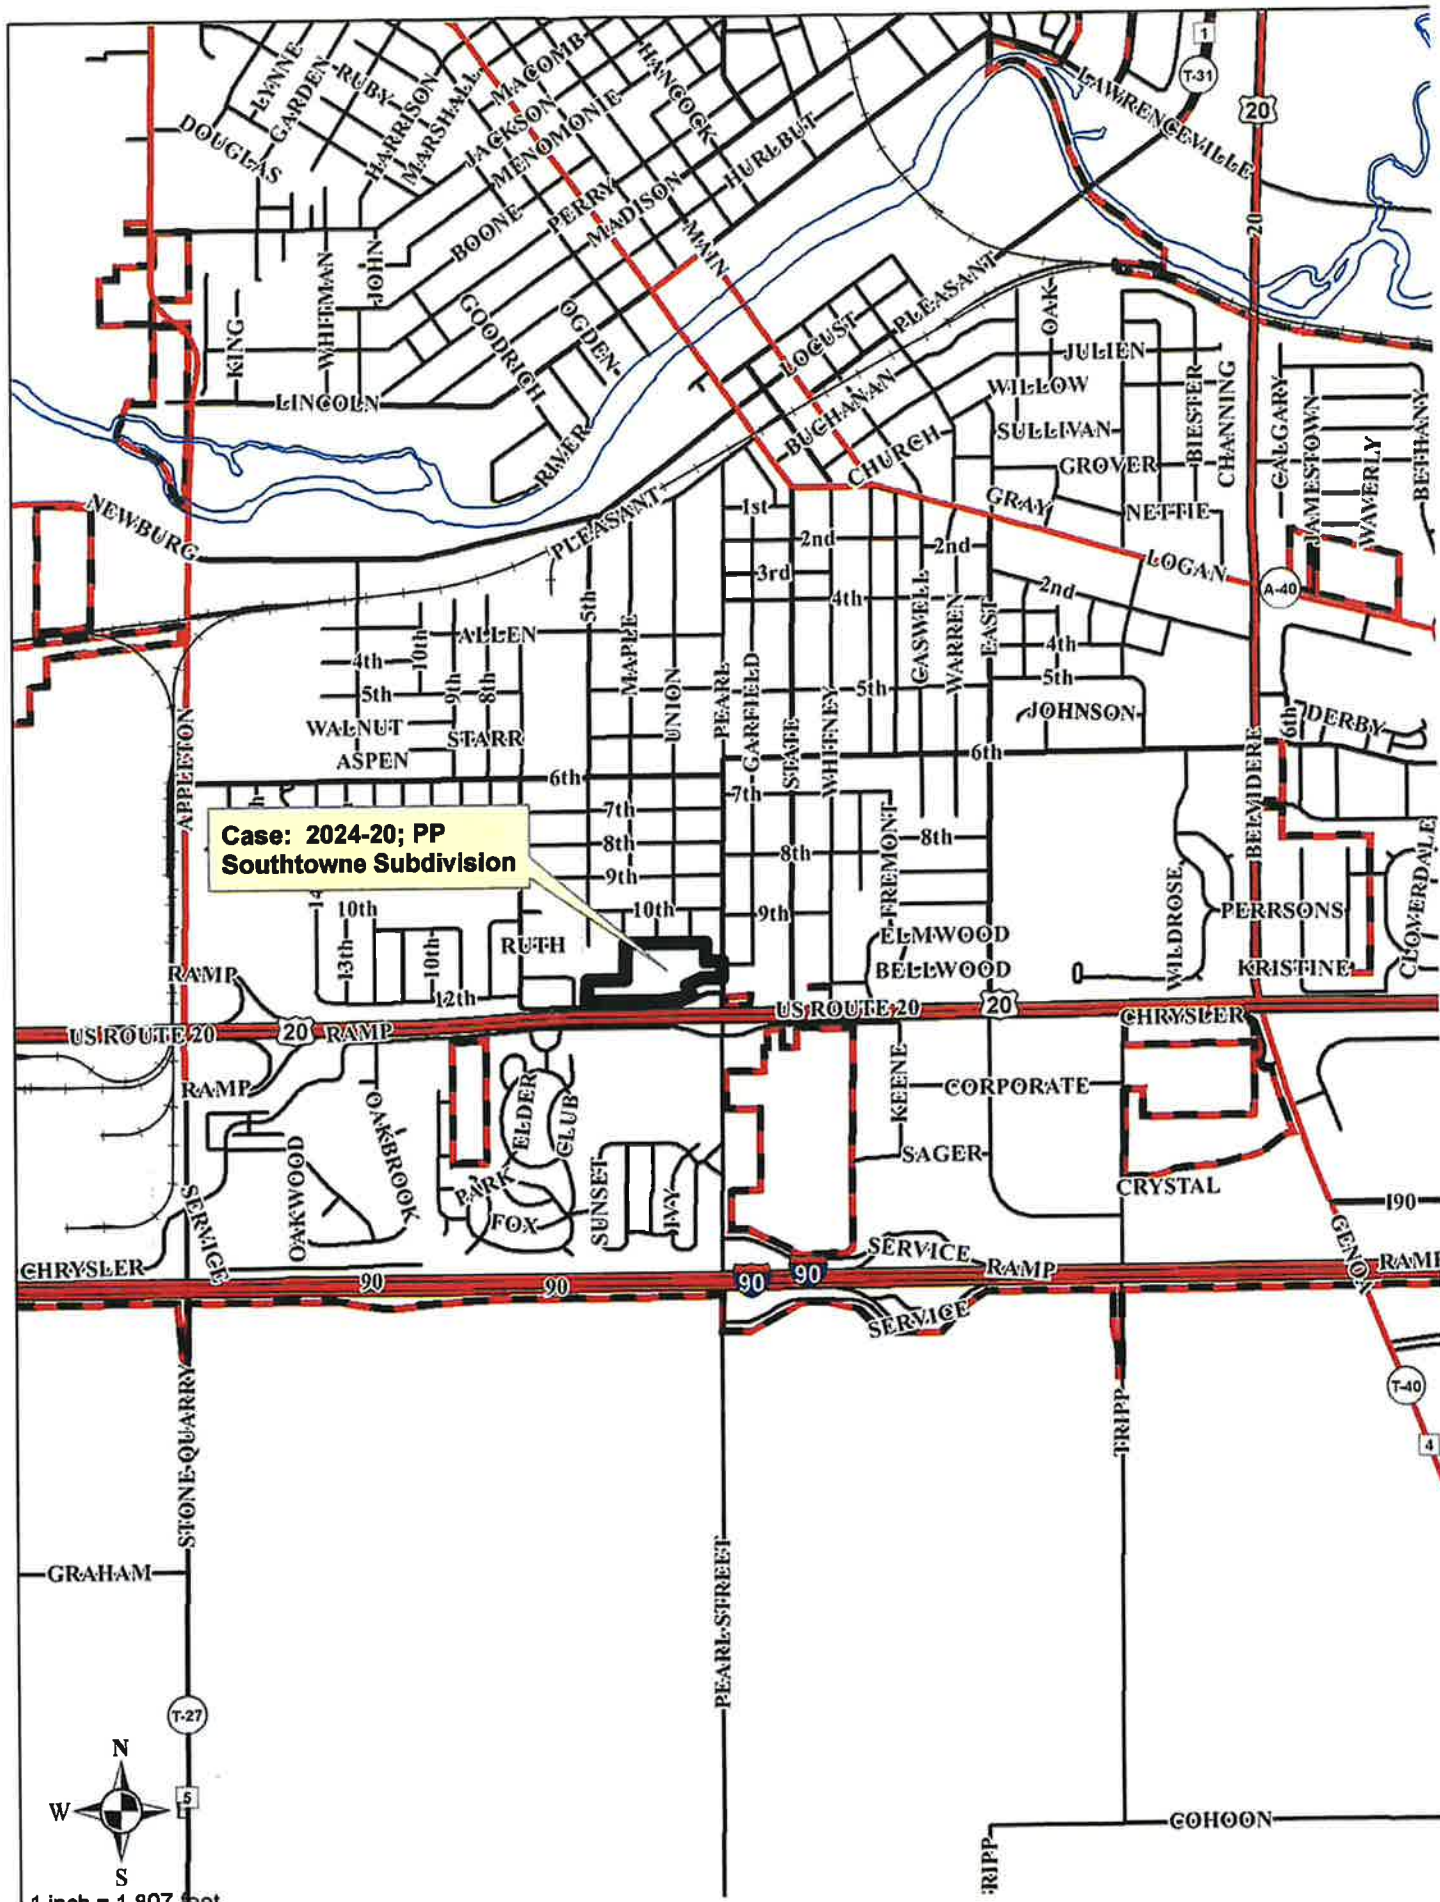 1
T-31
LAWRENCEVILLE
20
20
LYNNE
GARDEN
RUBY
HARRISON
MARSHALL
MACOMB
HANCOCK
DOUGLAS
JACKSON
MENOMONIE
HURLBUT
BOONE
PERRY
MADISON
MAIN
JOHN
WHITMAN
KING
GOODRICH
OGDEN
LINCOLN
RIVER
LOCUST
PLEASANT
OAK
JULIEN
WILLOW
BUCHANAN
CHURCH
SULLIVAN
GROVER
BIESTER
CHANNING
CALGARY
JAMESTOWN
WAVERLY
BETHANY
NEWBURG
PLEASANT
1st
GRAY
NETTIE
2nd
2nd
LOGAN
3rd
2nd
A-40
4th
5th
MAPLE
ALLEN
10th
4th
5th
9th
8th
UNION
PEARL
GARFIELD
STATE
WHITNEY
5th
CASWELL
WARREN
EAST
4th
5th
JOHNSON
6th
DERBY
WALNUT
ASPEN
STARR
APPLETON
BELVIDERE
6th
6th
7th
7th
8th
8th
8th
9th
9th
10th
10th
FREMONT
WILDROSE
PERRSONS
CLOVERDALE
KRISTINE
Case: 2024-20; PP
Southtowne Subdivision
13th
10th
RUTH
12th
ELMWOOD
BELLWOOD
RAMP
US ROUTE 20
20
RAMP
US ROUTE 20
20
CHRYSLER
RAMP
OAKWOOD
OAKBROOK
ELDER
CLUB
PARK
FOX
SUNSET
IVY
KEENE
CORPORATE
SAGER
CRYSTAL
I90
GENOA
SERVICE
CHRYSLER
90
90
90
90
SERVICE
RAMP
SERVICE
STONE QUARRY
TRIPP
T-40
4
GRAHAM
PEARL STREET
T-27
5
COHOON
N
W
S